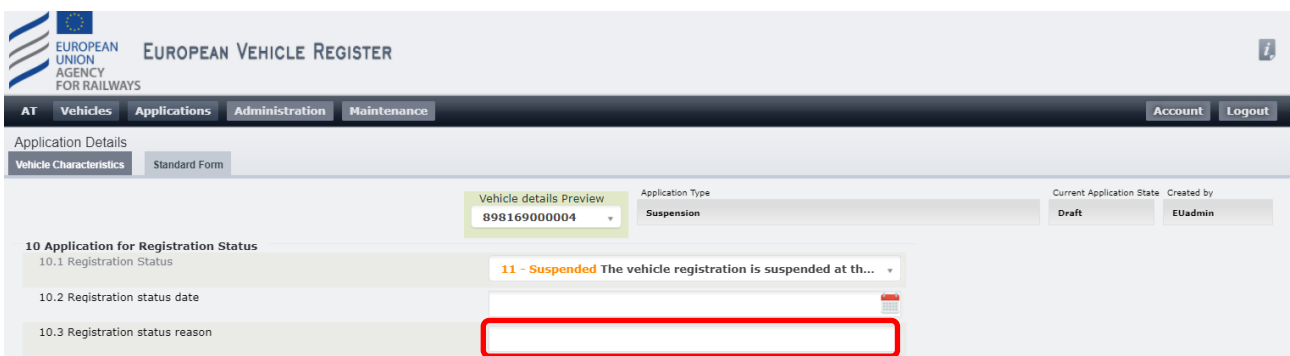 EUROPEAN
UNION
AGENCY
FOR RAILWAYS
EUROPEAN VEHICLE REGISTER
i
AT Vehicles Applications Administration Maintenance Account Logout
Application Details
Vehicle Characteristics Standard Form
Vehicle details Preview Application Type Current Application State Created by
898169000004 Suspension Draft EUadmin
10 Application for Registration Status
10.1 Registration Status 11 - Suspended The vehicle registration is suspended at th...
10.2 Registration status date
10.3 Registration status reason